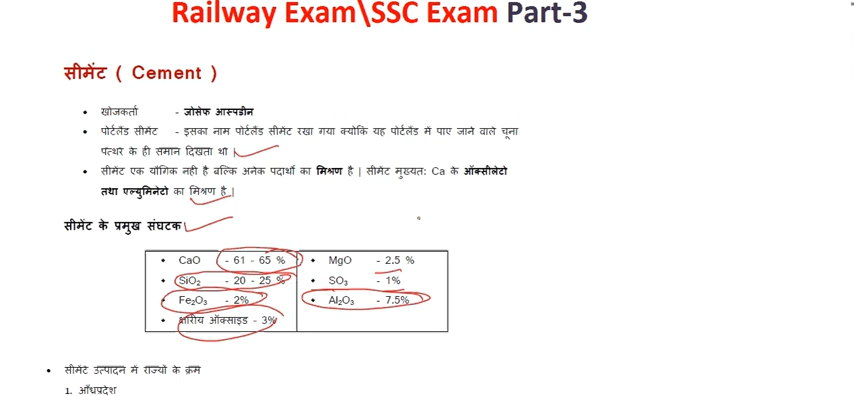 Railway Exam\SSC Exam Part-3
सीमेंट ( Cement )
• खोजकर्ता - जोसेफ आस्पडीन
• पोर्टलैंड सीमेंट - इसका नाम पोर्टलैंड सीमेंट रखा गया क्योकि यह पोर्टलैंड में पाए जाने वाले चूना
पत्थर के ही समान दिखता था |
• सीमेंट एक यौगिक नही है बल्कि अनेक पदार्थो का मिश्रण है | सीमेंट मुख्यत: Ca के ऑक्सीलेटो
तथा एल्युमिनेटो का मिश्रण है |
सीमेंट के प्रमुख संघटक
• CaO - 61 - 65 % • MgO - 2.5 %
• SiO₂ - 20 - 25 % • SO₃ - 1%
• Fe₂O₃ - 2% • Al₂O₃ - 7.5%
• क्षारीय ऑक्साइड - 3%
• सीमेंटे उत्पादन में राज्यों के क्रम
1. आँध्रप्रदेश